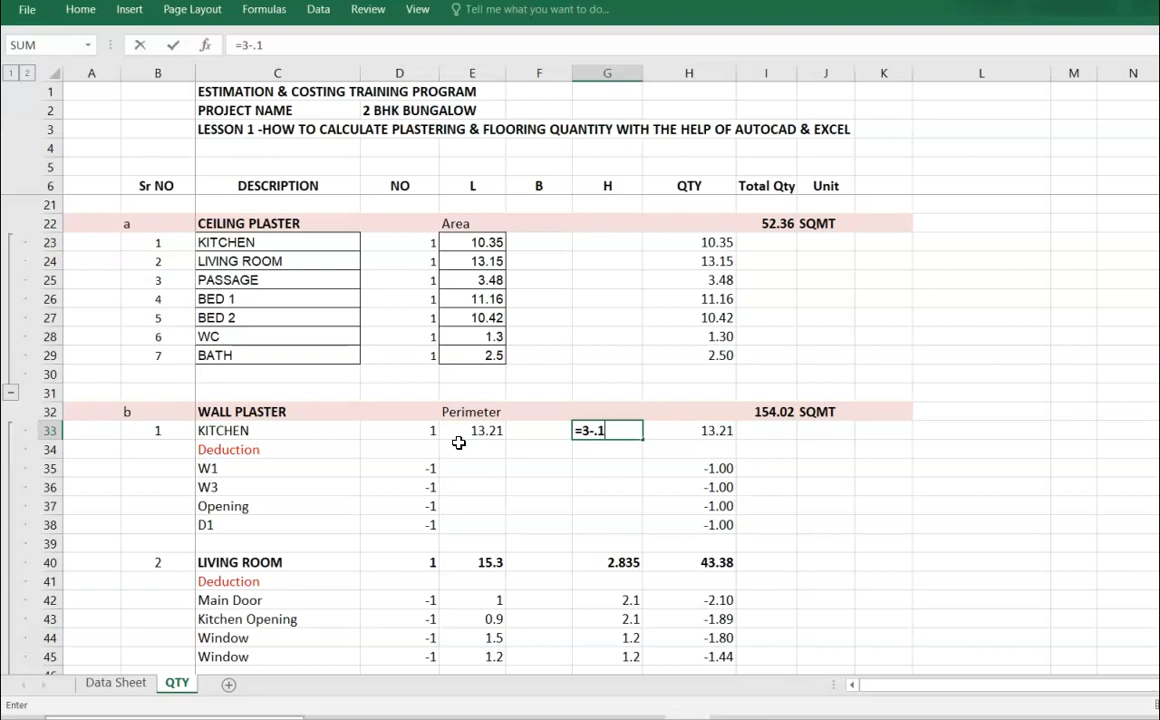 File Home Insert Page Layout Formulas Data Review View Tell me what you want to do...
SUM =3-.1
1 2 A B C D E F G H I J K L M N
1 ESTIMATION & COSTING TRAINING PROGRAM
2 PROJECT NAME 2 BHK BUNGALOW
3 LESSON 1 -HOW TO CALCULATE PLASTERING & FLOORING QUANTITY WITH THE HELP OF AUTOCAD & EXCEL
4
5
6 Sr NO DESCRIPTION NO L B H QTY Total Qty Unit
21
22 a CEILING PLASTER Area 52.36 SQMT
23 1 KITCHEN 1 10.35 10.35
24 2 LIVING ROOM 1 13.15 13.15
25 3 PASSAGE 1 3.48 3.48
26 4 BED 1 1 11.16 11.16
27 5 BED 2 1 10.42 10.42
28 6 WC 1 1.3 1.30
29 7 BATH 1 2.5 2.50
30
31
32 b WALL PLASTER Perimeter 154.02 SQMT
33 1 KITCHEN 1 13.21 =3-.1 13.21
34 Deduction
35 W1 -1 -1.00
36 W3 -1 -1.00
37 Opening -1 -1.00
38 D1 -1 -1.00
39
40 2 LIVING ROOM 1 15.3 2.835 43.38
41 Deduction
42 Main Door -1 1 2.1 -2.10
43 Kitchen Opening -1 0.9 2.1 -1.89
44 Window -1 1.5 1.2 -1.80
45 Window -1 1.2 1.2 -1.44
Data Sheet QTY
Enter